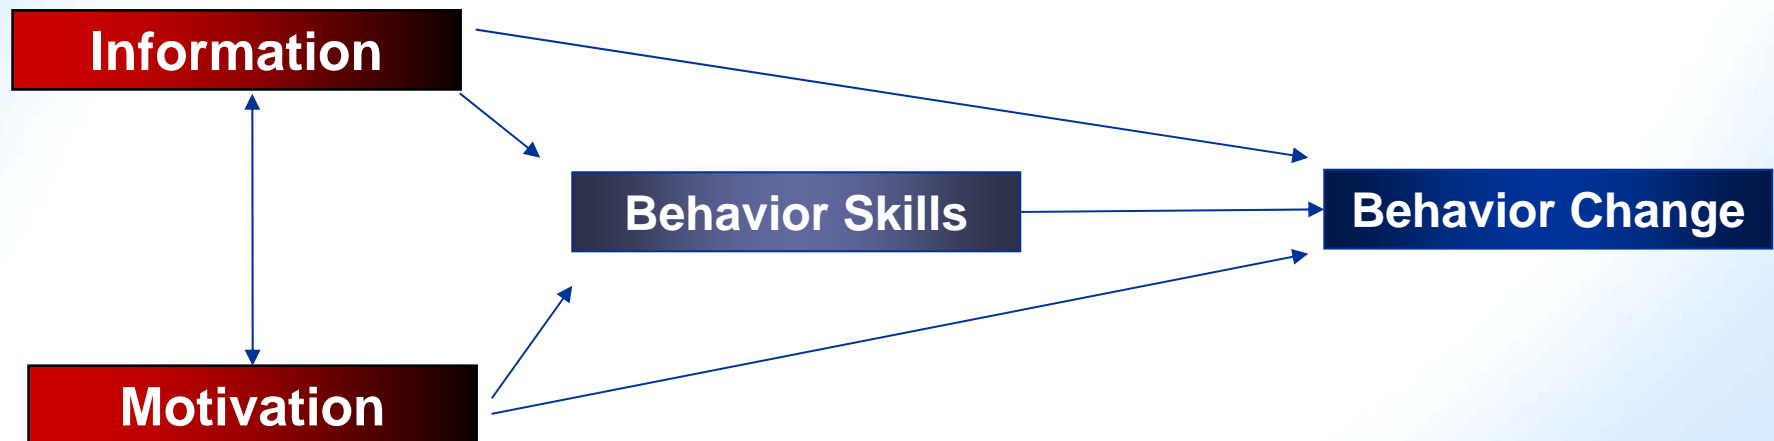 Information
Behavior Skills
Behavior Change
Motivation